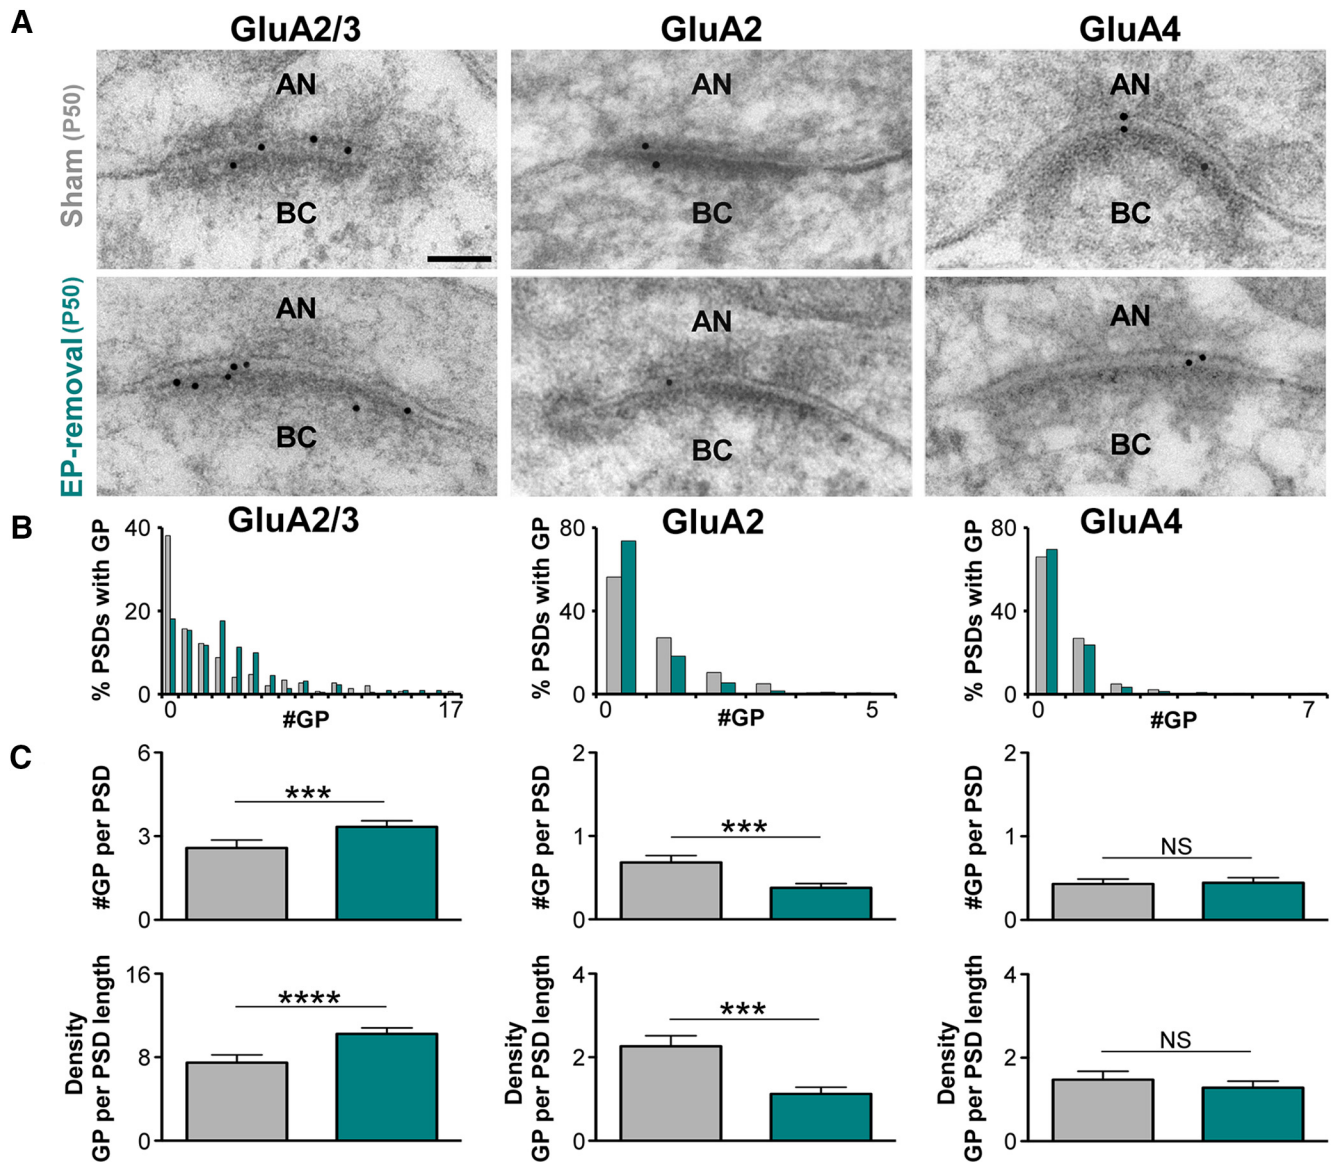 A
GluA2/3
GluA2
GluA4
Sham (P50)
AN
BC
AN
BC
AN
BC
EP-removal (P50)
AN
BC
AN
BC
AN
BC
B
GluA2/3
% PSDs with GP
40
20
0
0
17
#GP
GluA2
% PSDs with GP
80
40
0
0
5
#GP
GluA4
% PSDs with GP
80
40
0
0
7
#GP
C
#GP per PSD
6
3
0
***
#GP per PSD
2
1
0
***
#GP per PSD
2
1
0
NS
Density
GP per PSD length
16
8
0
****
Density
GP per PSD length
4
2
0
***
Density
GP per PSD length
4
2
0
NS